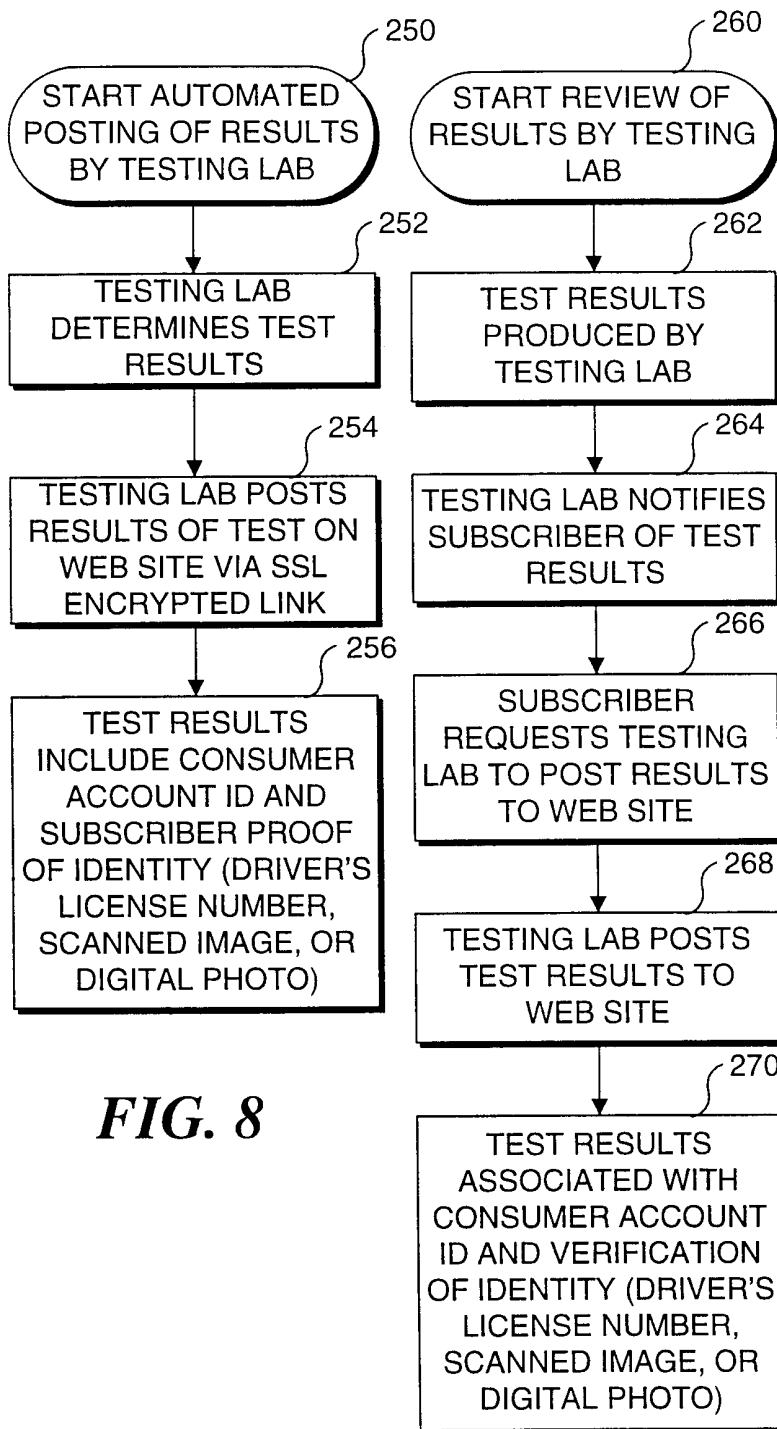 250
START AUTOMATED
POSTING OF RESULTS
BY TESTING LAB
252
TESTING LAB
DETERMINES TEST
RESULTS
254
TESTING LAB POSTS
RESULTS OF TEST ON
WEB SITE VIA SSL
ENCRYPTED LINK
256
TEST RESULTS
INCLUDE CONSUMER
ACCOUNT ID AND
SUBSCRIBER PROOF
OF IDENTITY (DRIVER'S
LICENSE NUMBER,
SCANNED IMAGE, OR
DIGITAL PHOTO)
FIG. 8
260
START REVIEW OF
RESULTS BY TESTING
LAB
262
TEST RESULTS
PRODUCED BY
TESTING LAB
264
TESTING LAB NOTIFIES
SUBSCRIBER OF TEST
RESULTS
266
SUBSCRIBER
REQUESTS TESTING
LAB TO POST RESULTS
TO WEB SITE
268
TESTING LAB POSTS
TEST RESULTS TO
WEB SITE
270
TEST RESULTS
ASSOCIATED WITH
CONSUMER ACCOUNT
ID AND VERIFICATION
OF IDENTITY (DRIVER'S
LICENSE NUMBER,
SCANNED IMAGE, OR
DIGITAL PHOTO)